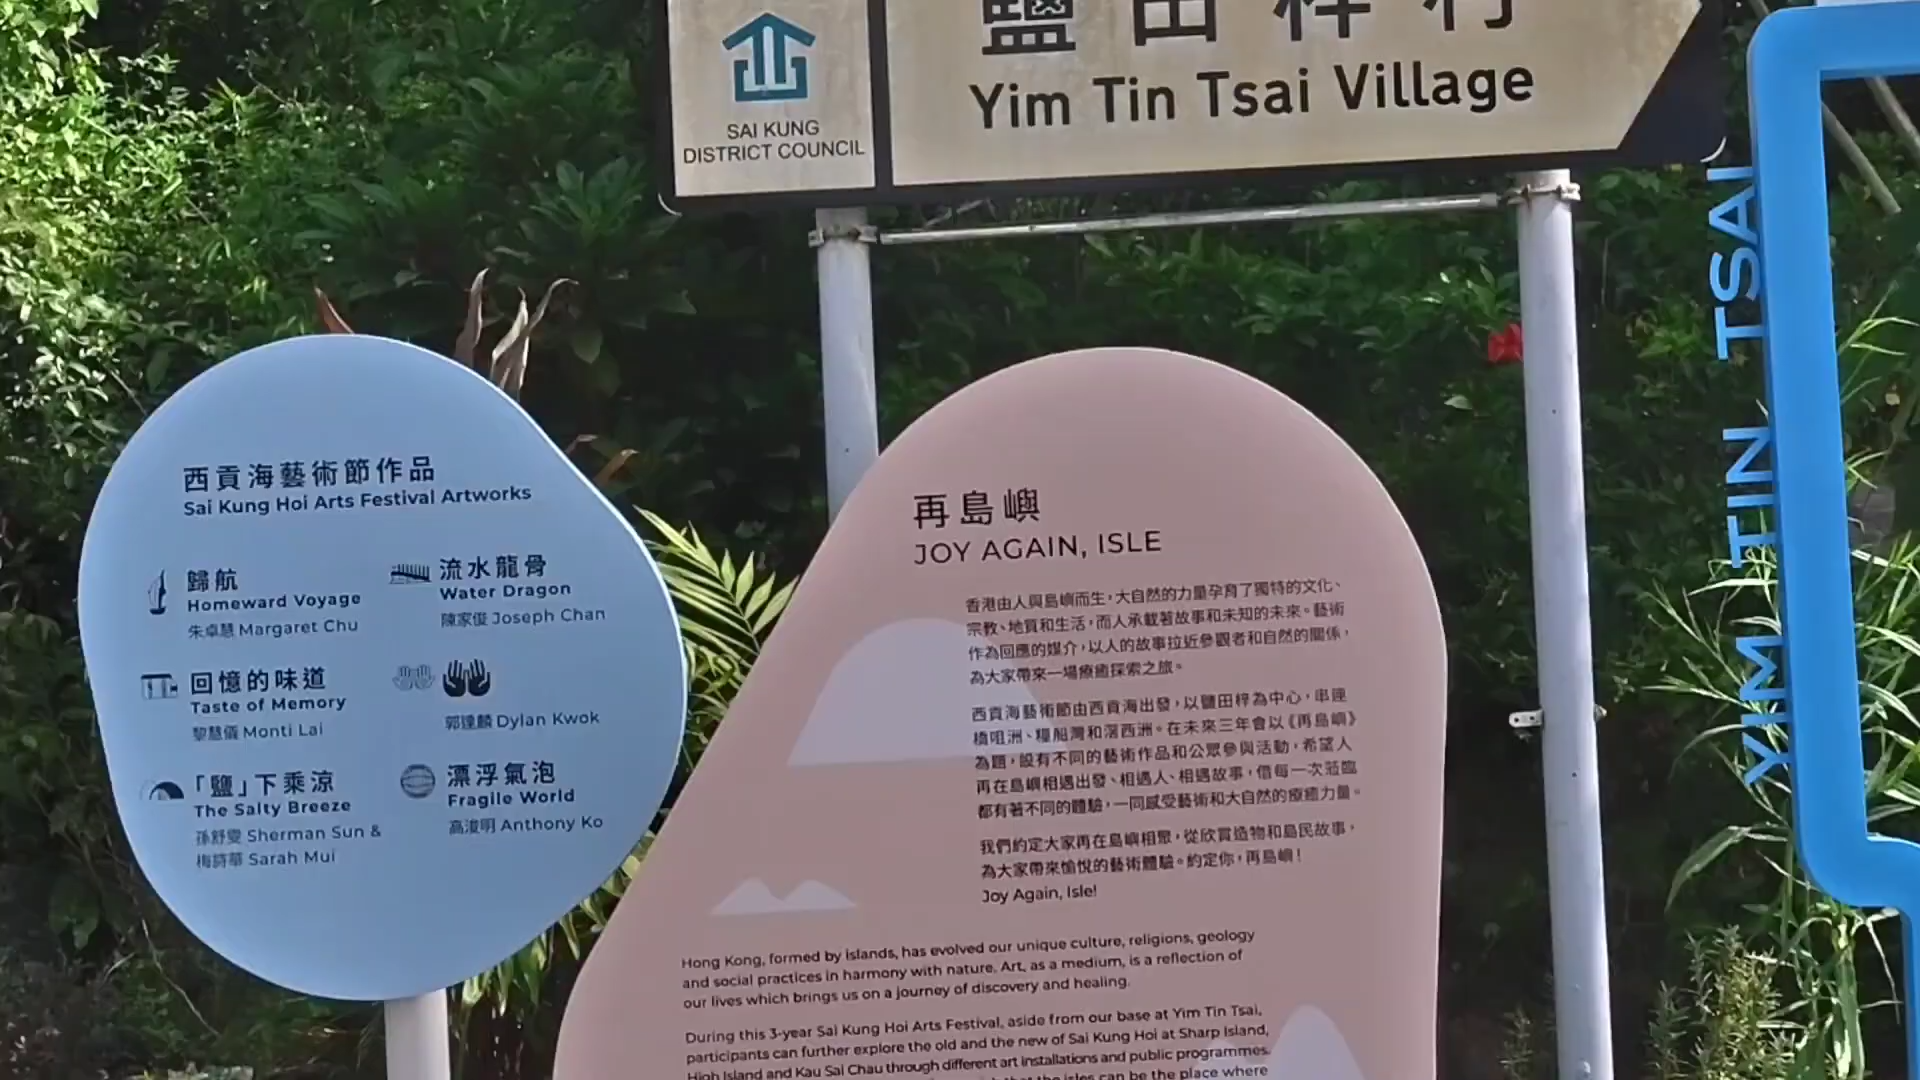 鹽田梓村
Yim Tin Tsai Village
SAI KUNG
DISTRICT COUNCIL
YIM TIN TSAI
西貢海藝術節作品
Sai Kung Hoi Arts Festival Artworks
歸航
Homeward Voyage
朱卓慧 Margaret Chu
流水龍骨
Water Dragon
陳家俊 Joseph Chan
回憶的味道
Taste of Memory
黎慧儀 Monti Lai
郭達麟 Dylan Kwok
「鹽」下乘涼
The Salty Breeze
孫舒雯 Sherman Sun &
梅詩華 Sarah Mui
漂浮氣泡
Fragile World
高浚明 Anthony Ko
再島嶼
JOY AGAIN, ISLE
香港由人與島嶼而生，大自然的力量孕育了獨特的文化、
宗教、地質和生活，而人承載著故事和未知的未來。藝術
作為回應的媒介，以人的故事拉近參觀者和自然的關係，
為大家帶來一場療癒探索之旅。
西貢海藝術節由西貢海出發，以鹽田梓為中心，串連
橋咀洲、糧船灣和滘西洲。在未來三年會以《再島嶼》
為題，設有不同的藝術作品和公眾參與活動，希望人
再在島嶼相遇出發、相遇人、相遇故事，借每一次蒞臨
都有著不同的體驗，一同感受藝術和大自然的療癒力量。
我們約定大家再在島嶼相聚，從欣賞造物和島民故事，
為大家帶來愉悅的藝術體驗。約定你，再島嶼！
Joy Again, Isle!
Hong Kong, formed by islands, has evolved our unique culture, religions, geology
and social practices in harmony with nature. Art, as a medium, is a reflection of
our lives which brings us on a journey of discovery and healing.
During this 3-year Sai Kung Hoi Arts Festival, aside from our base at Yim Tin Tsai,
participants can further explore the old and the new of Sai Kung Hoi at Sharp Island,
High Island and Kau Sai Chau through different art installations and public programmes.
the isles can be the place where